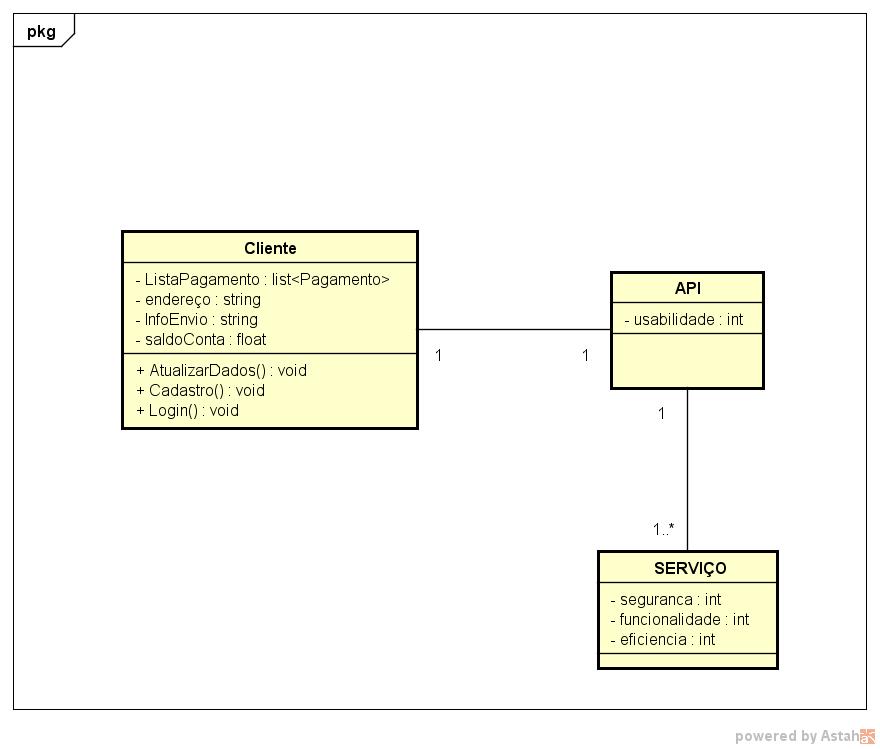 pkg
Cliente
- ListaPagamento : list<Pagamento>
- endereço : string
- InfoEnvio : string
- saldoConta : float
+ AtualizarDados() : void
+ Cadastro() : void
+ Login() : void
1
1
API
- usabilidade : int
1
1..*
SERVIÇO
- seguranca : int
- funcionalidade : int
- eficiencia : int
powered by Astah